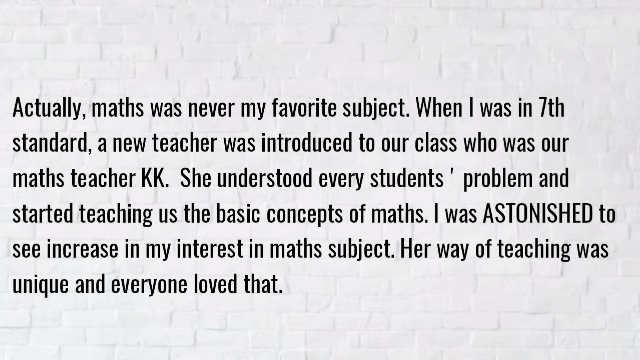 Actually, maths was never my favorite subject. When I was in 7th
standard, a new teacher was introduced to our class who was our
maths teacher KK.  She understood every students ' problem and
started teaching us the basic concepts of maths. I was ASTONISHED to
see increase in my interest in maths subject. Her way of teaching was
unique and everyone loved that.